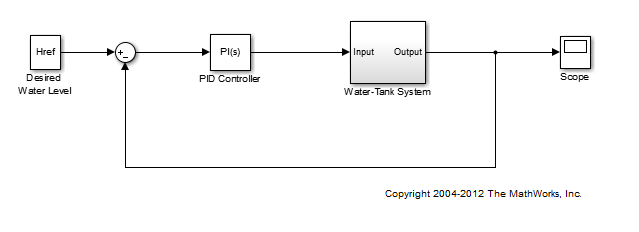 Href
Desired
Water Level
+
-
PI(s)
PID Controller
Input
Output
Water-Tank System
Scope
Copyright 2004-2012 The MathWorks, Inc.